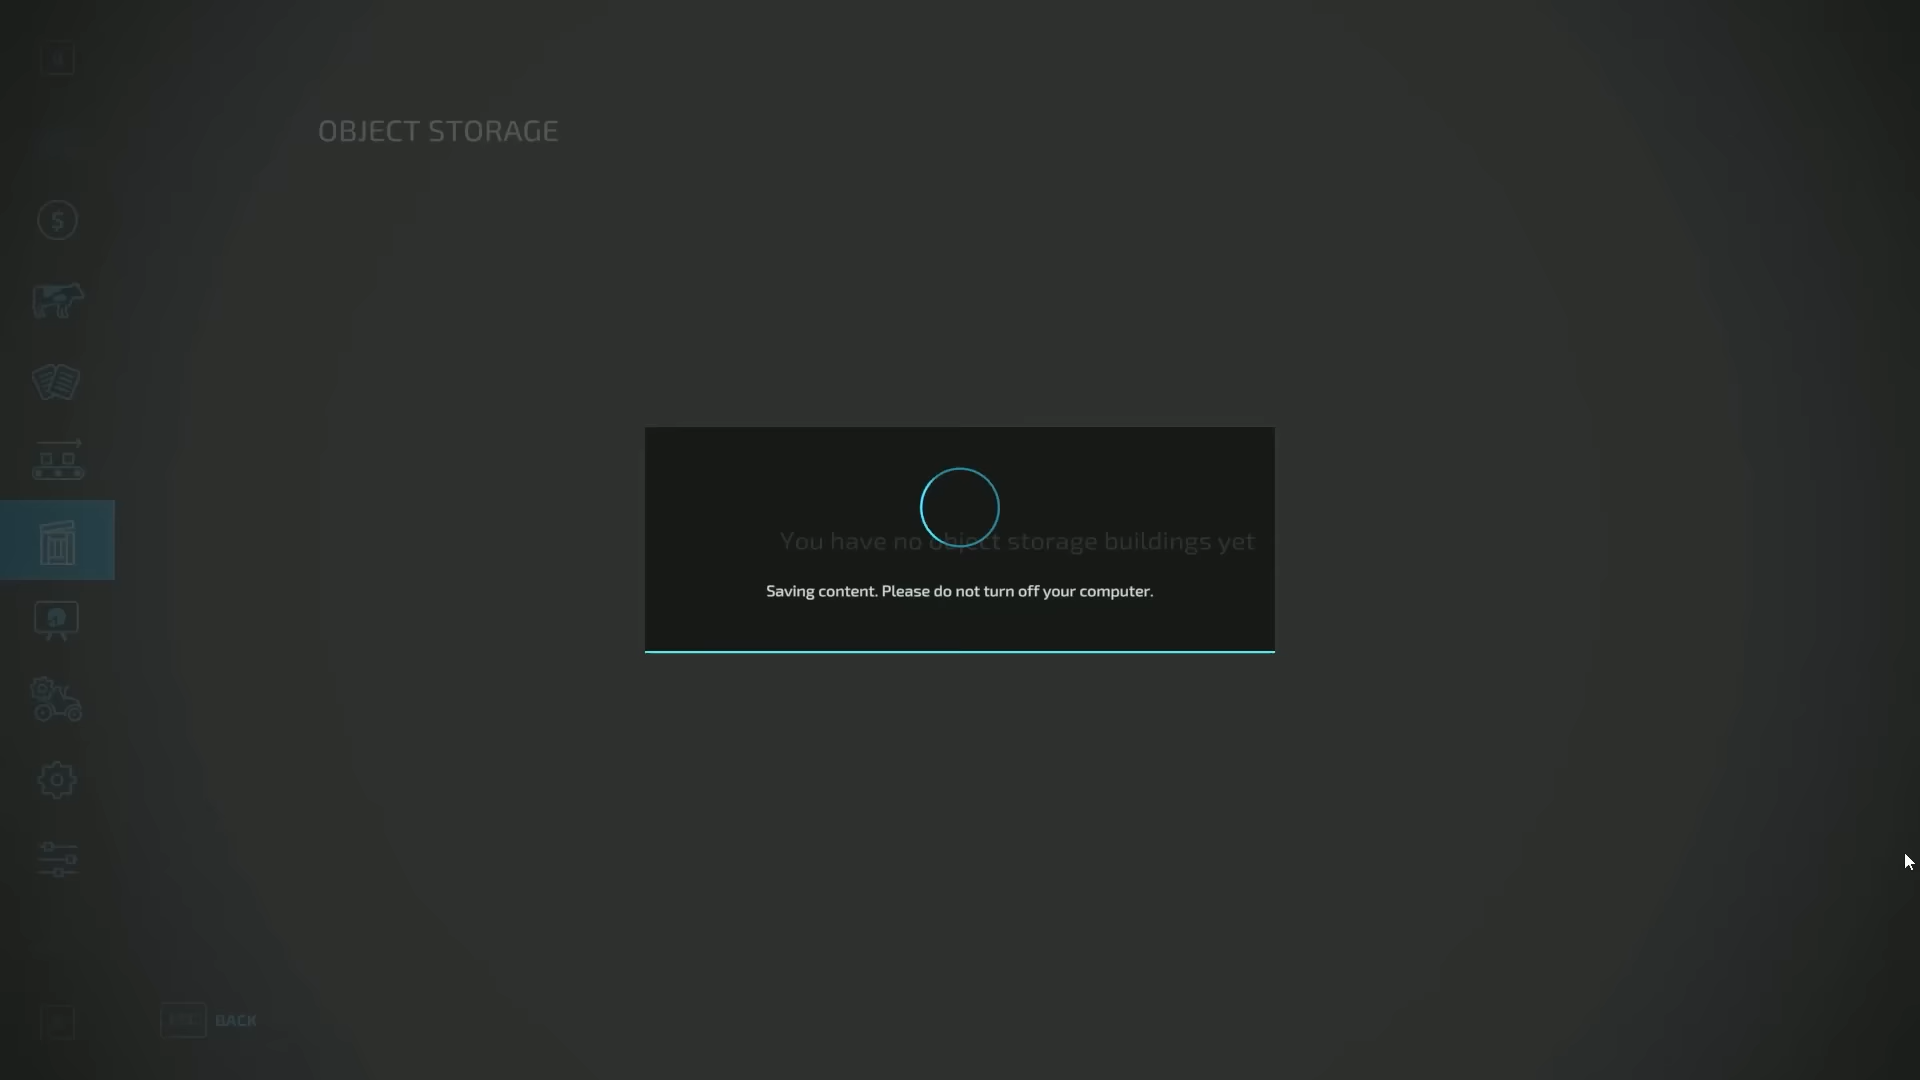 OBJECT STORAGE
$
You have no object storage buildings yet
Saving content. Please do not turn off your computer.
BACK